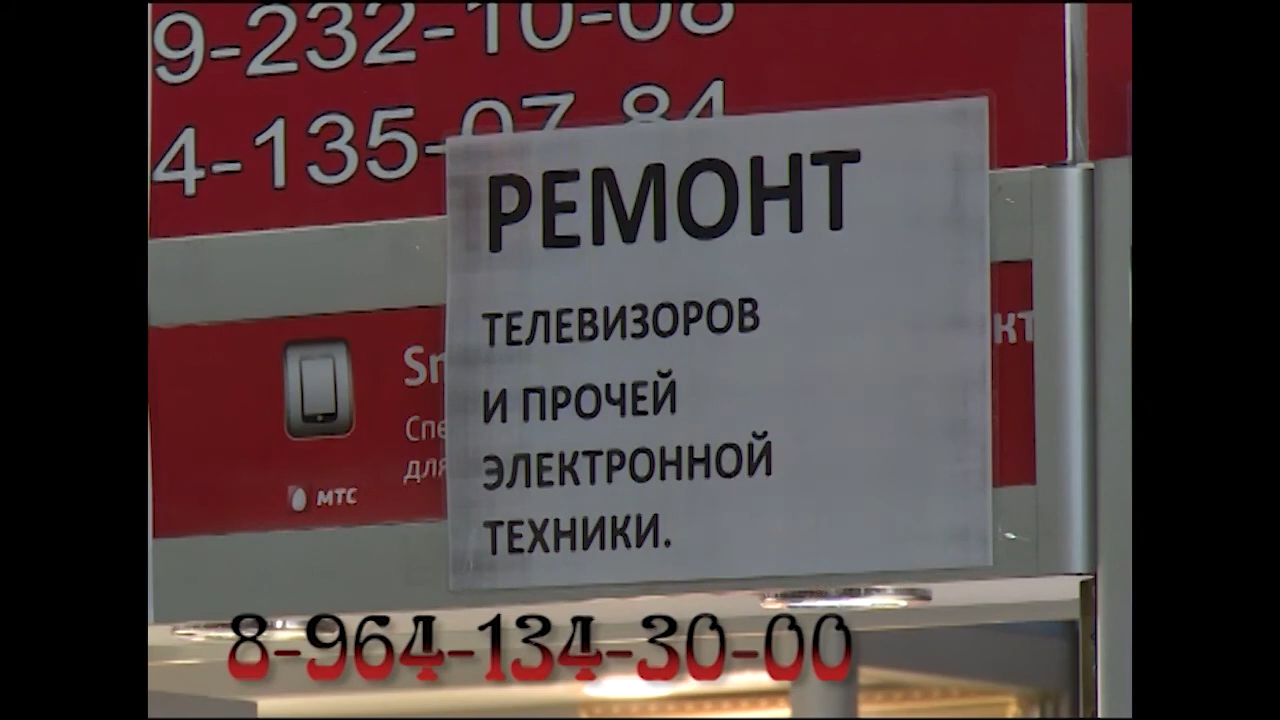 9-232-10-08
4-135-07-84
РЕМОНТ
ТЕЛЕВИЗОРОВ
И ПРОЧЕЙ
ЭЛЕКТРОННОЙ
ТЕХНИКИ.
МТС
8-964-134-30-00